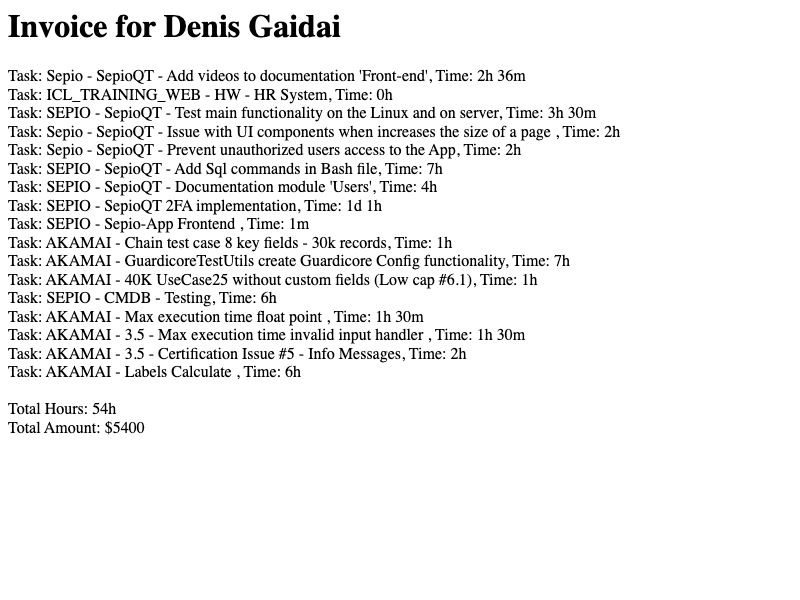 Invoice for Denis Gaidai
Task: Sepio - SepioQT - Add videos to documentation 'Front-end', Time: 2h 36m
Task: ICL_TRAINING_WEB - HW - HR System, Time: 0h
Task: SEPIO - SepioQT - Test main functionality on the Linux and on server, Time: 3h 30m
Task: Sepio - SepioQT - Issue with UI components when increases the size of a page , Time: 2h
Task: Sepio - SepioQT - Prevent unauthorized users access to the App, Time: 2h
Task: SEPIO - SepioQT - Add Sql commands in Bash file, Time: 7h
Task: SEPIO - SepioQT - Documentation module 'Users', Time: 4h
Task: SEPIO - SepioQT 2FA implementation, Time: 1d 1h
Task: SEPIO - Sepio-App Frontend , Time: 1m
Task: AKAMAI - Chain test case 8 key fields - 30k records, Time: 1h
Task: AKAMAI - GuardicoreTestUtils create Guardicore Config functionality, Time: 7h
Task: AKAMAI - 40K UseCase25 without custom fields (Low cap #6.1), Time: 1h
Task: SEPIO - CMDB - Testing, Time: 6h
Task: AKAMAI - Max execution time float point , Time: 1h 30m
Task: AKAMAI - 3.5 - Max execution time invalid input handler , Time: 1h 30m
Task: AKAMAI - 3.5 - Certification Issue #5 - Info Messages, Time: 2h
Task: AKAMAI - Labels Calculate , Time: 6h
Total Hours: 54h
Total Amount: $5400